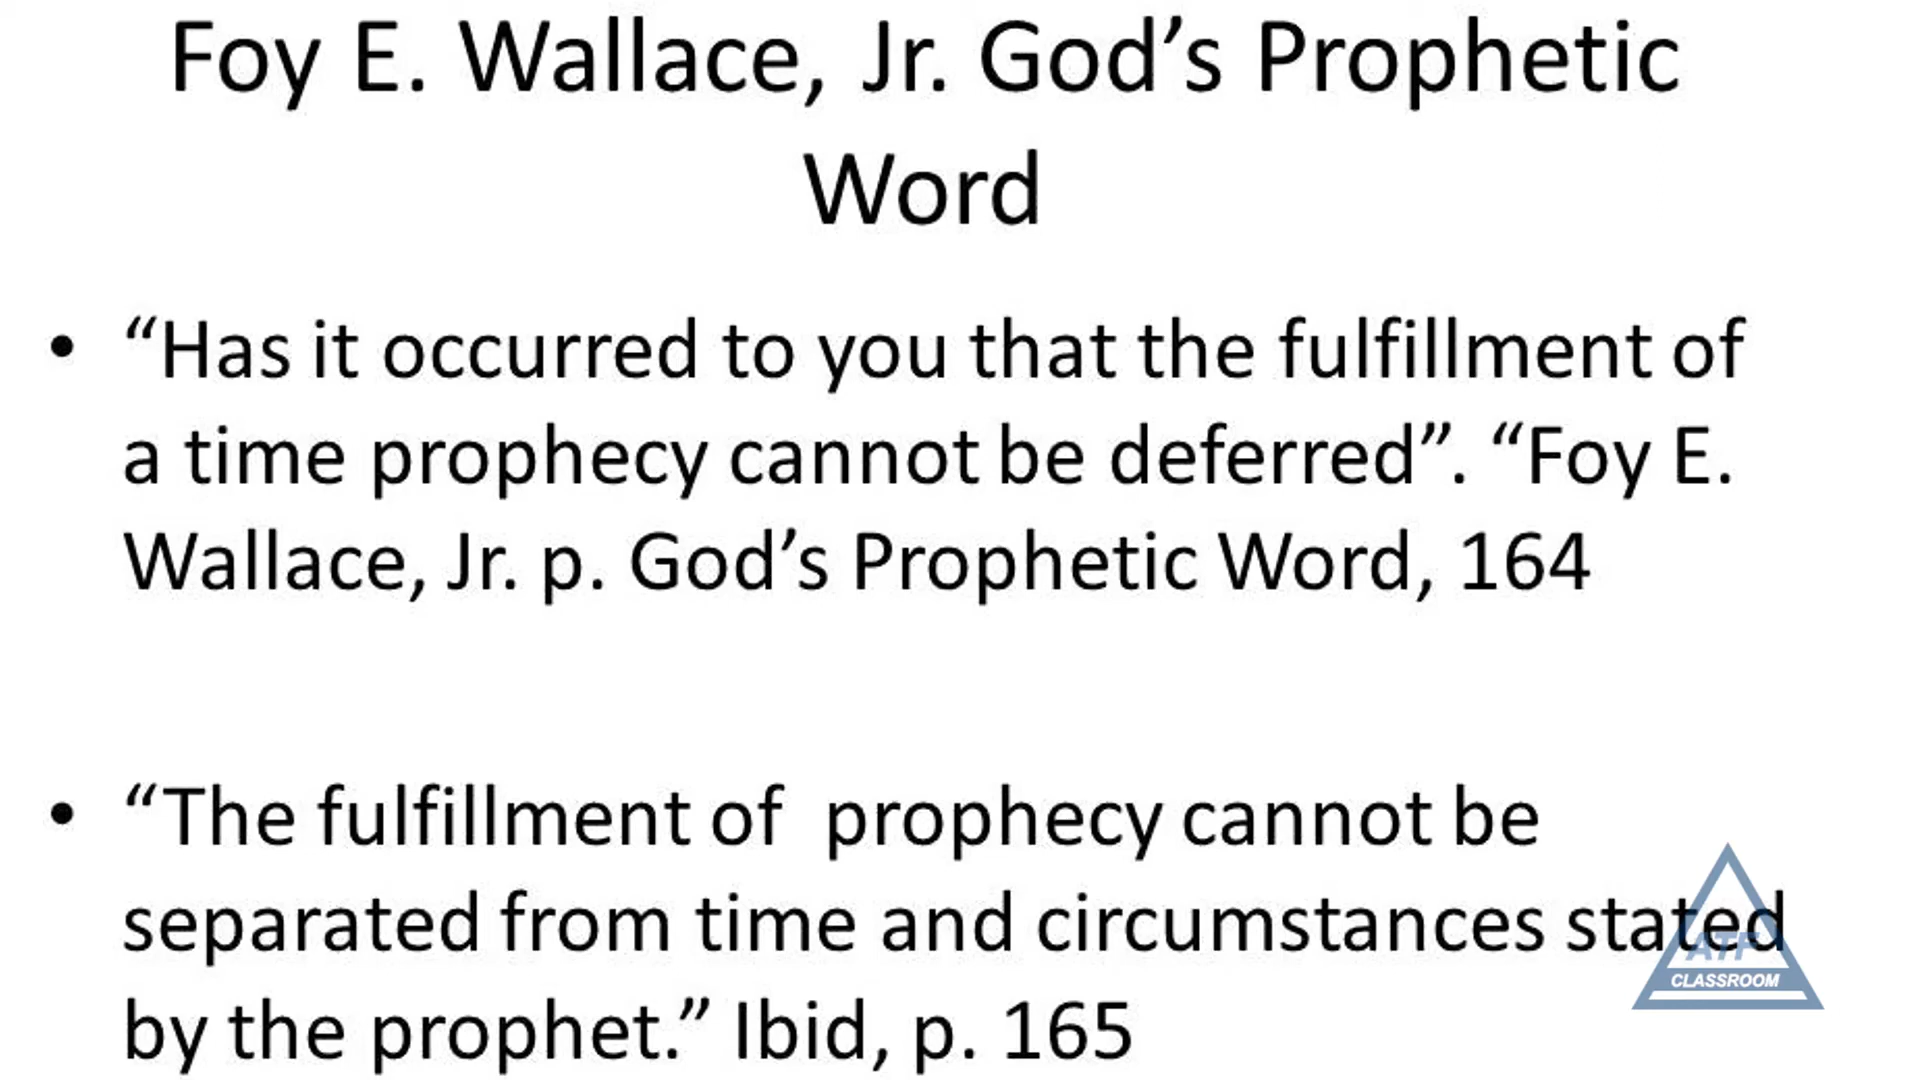 Foy E. Wallace, Jr. God’s Prophetic
Word
• “Has it occurred to you that the fulfillment of
a time prophecy cannot be deferred”. “Foy E.
Wallace, Jr. p. God’s Prophetic Word, 164
• “The fulfillment of  prophecy cannot be
separated from time and circumstances stated
by the prophet.” Ibid, p. 165
ATF
CLASSROOM